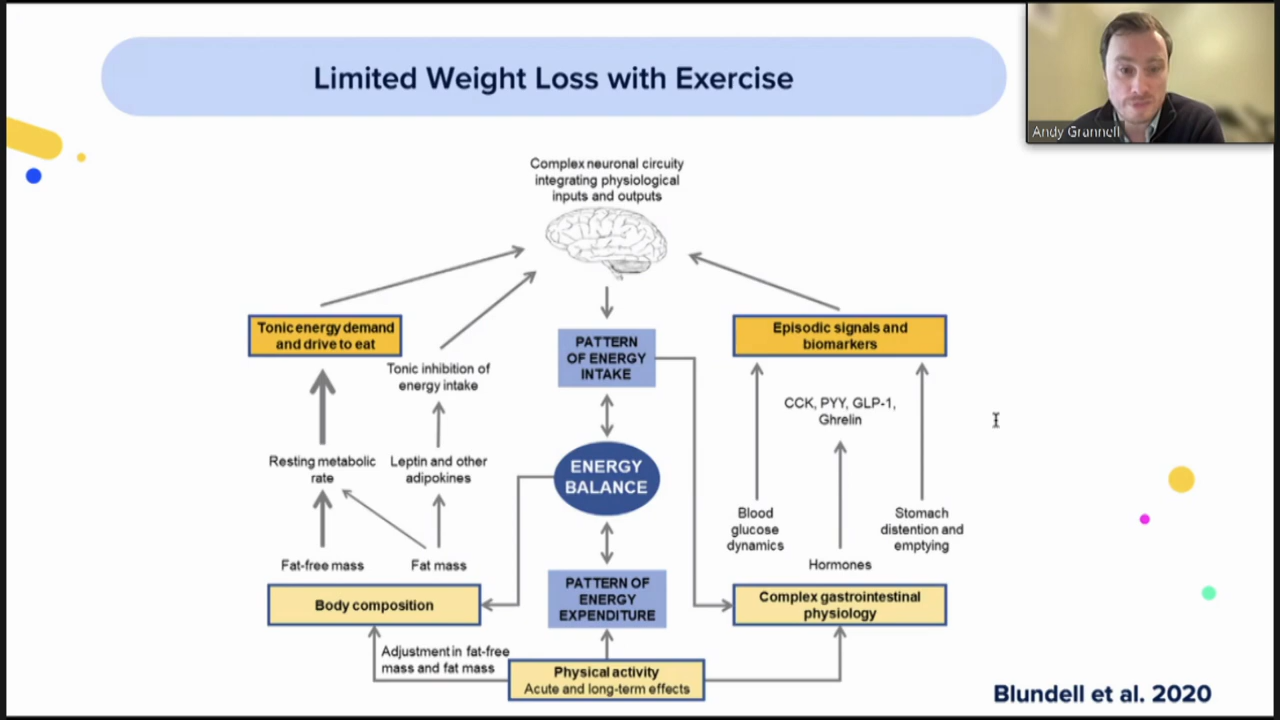 Limited Weight Loss with Exercise
Andy Grannell
Complex neuronal circuity
integrating physiological
inputs and outputs
Tonic energy demand
and drive to eat
Tonic inhibition of
energy intake
PATTERN
OF ENERGY
INTAKE
Episodic signals and
biomarkers
CCK, PYY, GLP-1,
Ghrelin
Resting metabolic
rate
Leptin and other
adipokines
ENERGY
BALANCE
Blood
glucose
dynamics
Stomach
distention and
emptying
Hormones
Fat-free mass
Fat mass
Body composition
PATTERN OF
ENERGY
EXPENDITURE
Complex gastrointestinal
physiology
Adjustment in fat-free
mass and fat mass
Physical activity
Acute and long-term effects
Blundell et al. 2020